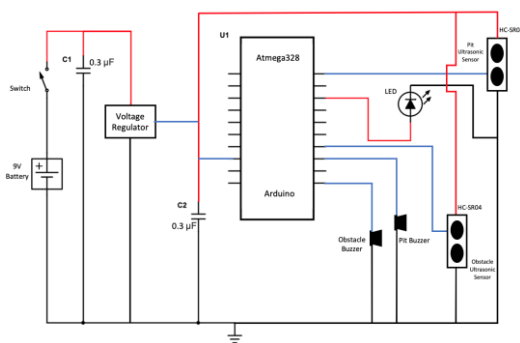 U1
Atmega328
Arduino
C1
0.3 µF
Switch
9V
Battery
+
Voltage
Regulator
C2
0.3 µF
LED
HC-SR0
Pit
Ultrasonic
Sensor
HC-SR04
Obstacle
Ultrasonic
Sensor
Obstacle
Buzzer
Pit Buzzer